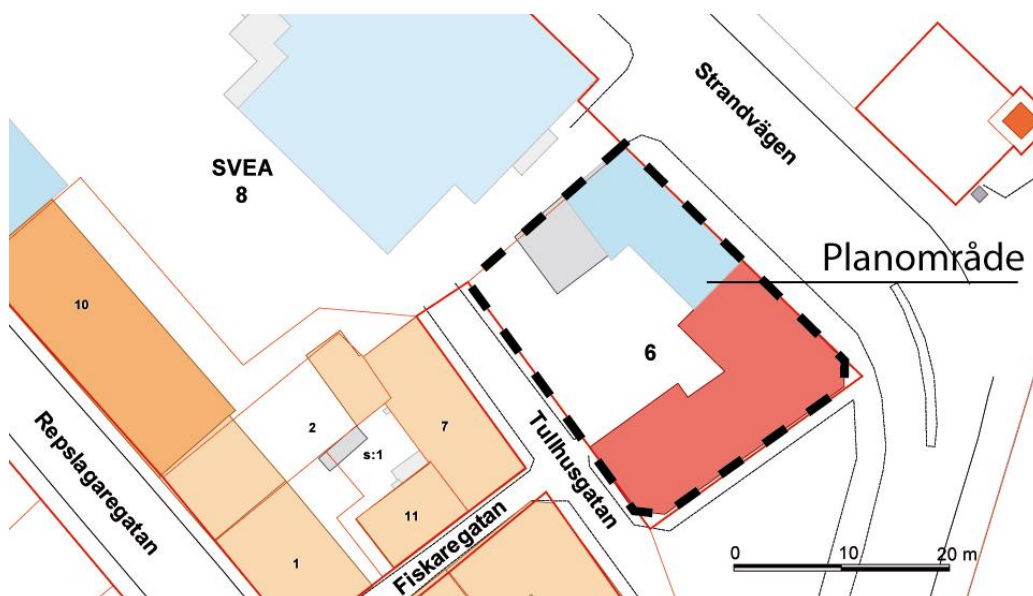 Strandvägen
SVEA
8
Planområde
10
6
2
7
s:1
Repslagaregatan
Tullhusgatan
11
Fiskaregatan
1
0 10 20 m